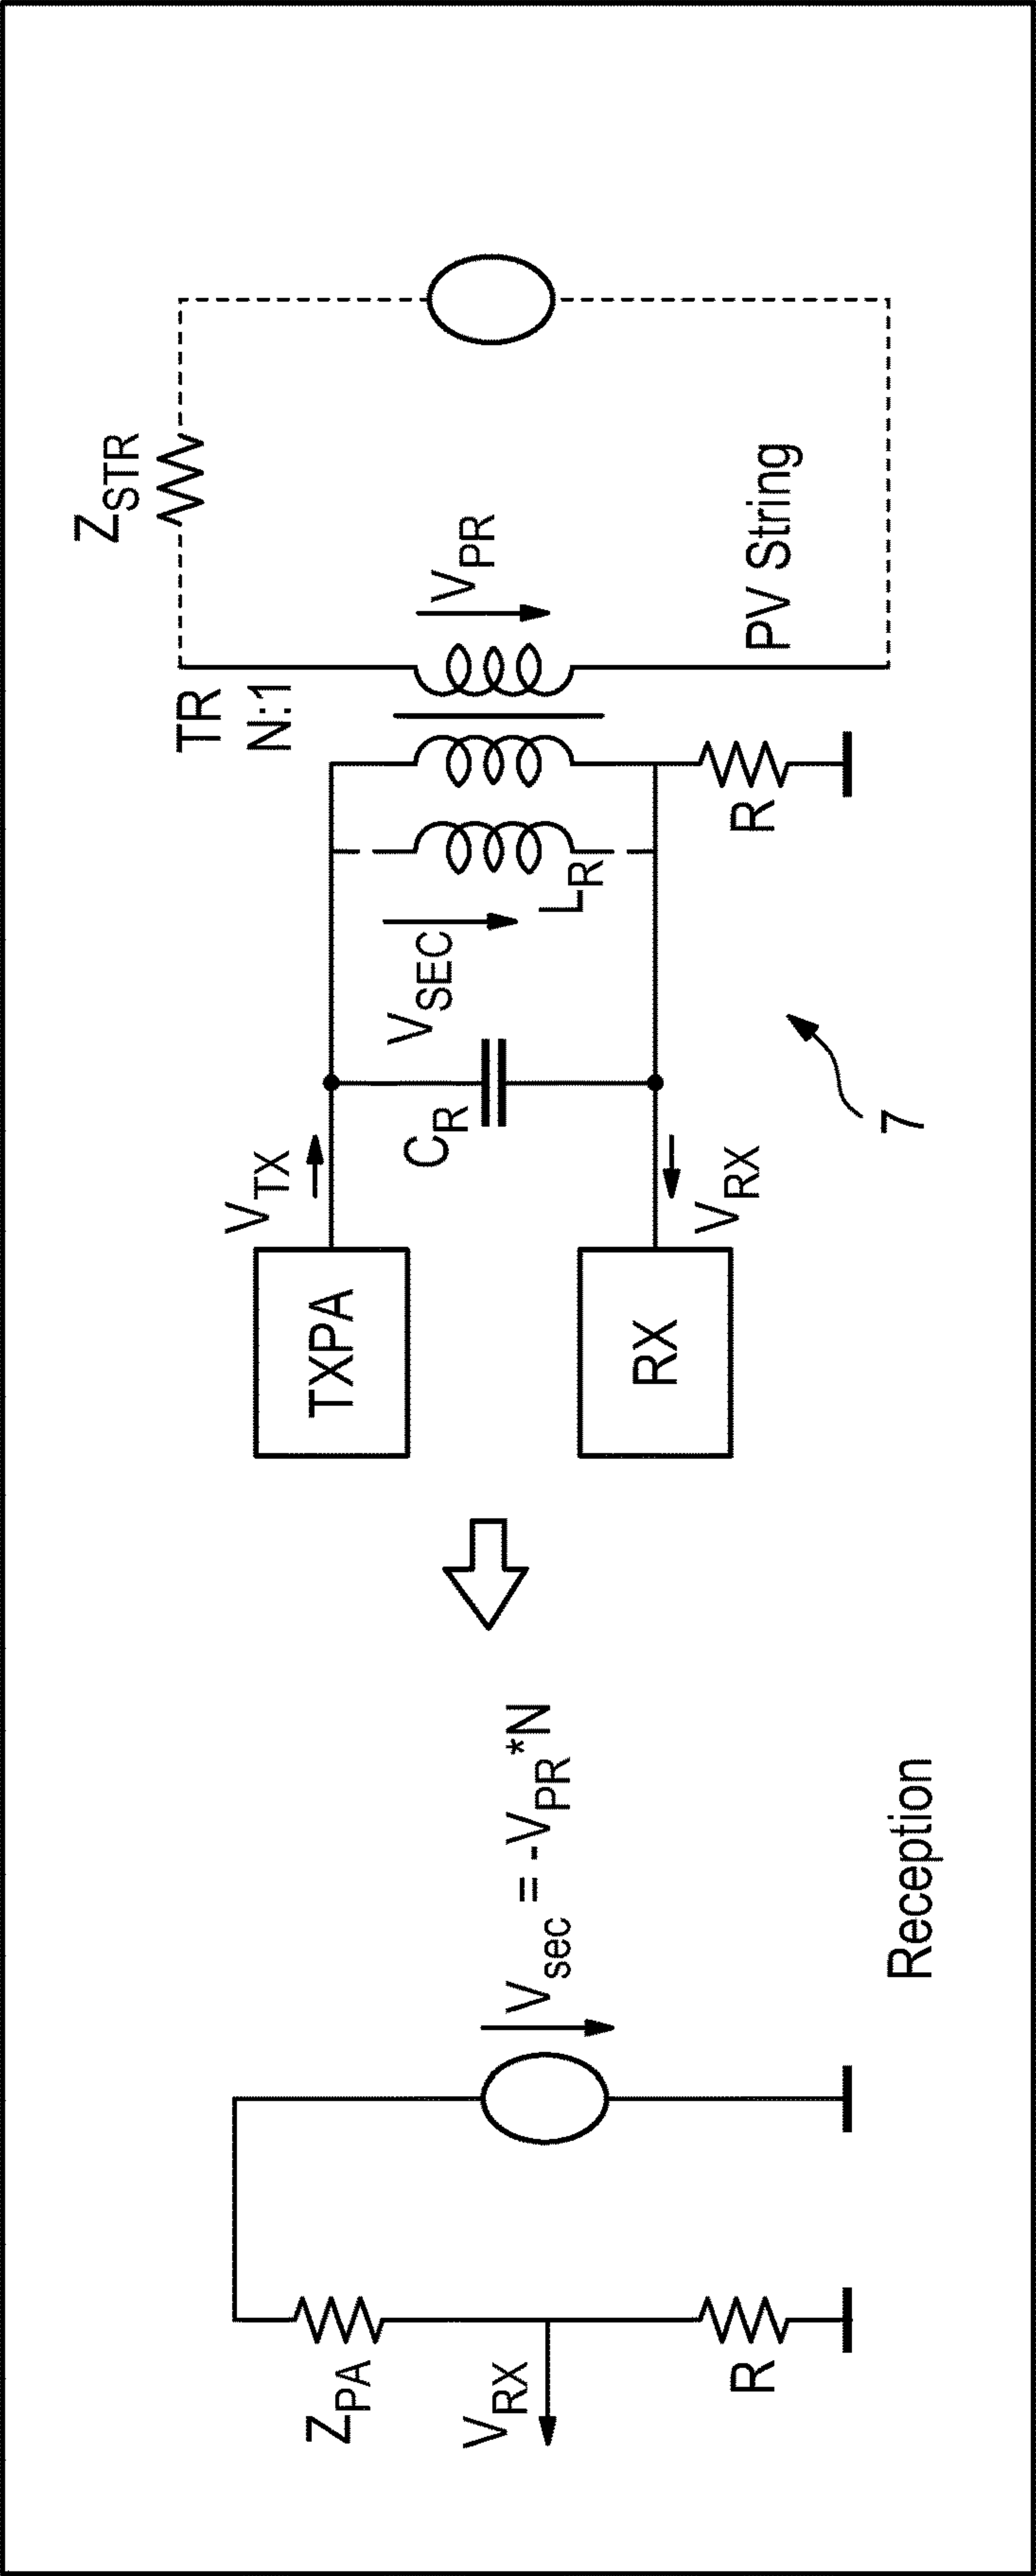 Z_STR
TR
N:1
V_PR
PV String
V_TX
TXPA
C_R
V_SEC
L_R
R
RX
V_RX
7
V_sec = -V_PR*N
Z_PA
V_RX
R
Reception